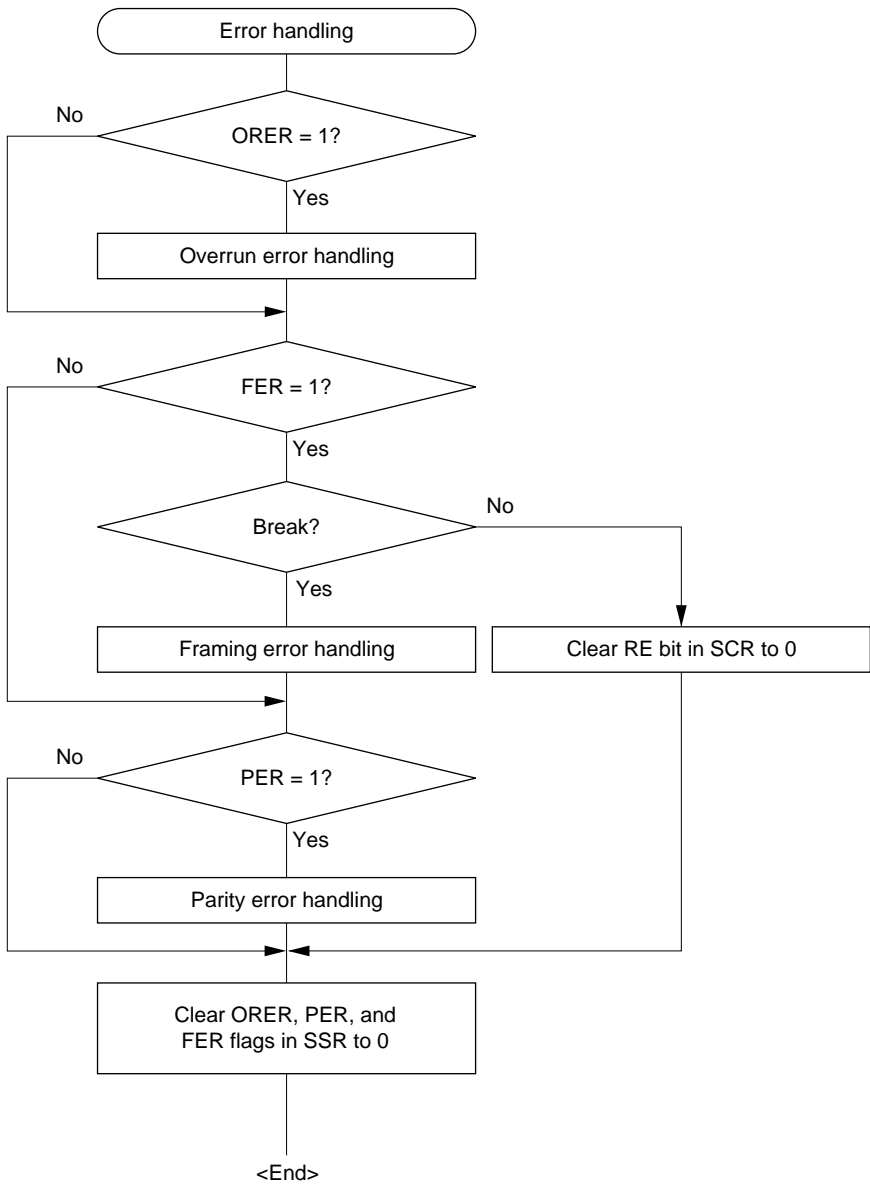 Error handling
No
ORER = 1?
Yes
Overrun error handling
No
FER = 1?
Yes
Break?
No
Yes
Framing error handling
Clear RE bit in SCR to 0
No
PER = 1?
Yes
Parity error handling
Clear ORER, PER, and
FER flags in SSR to 0
<End>